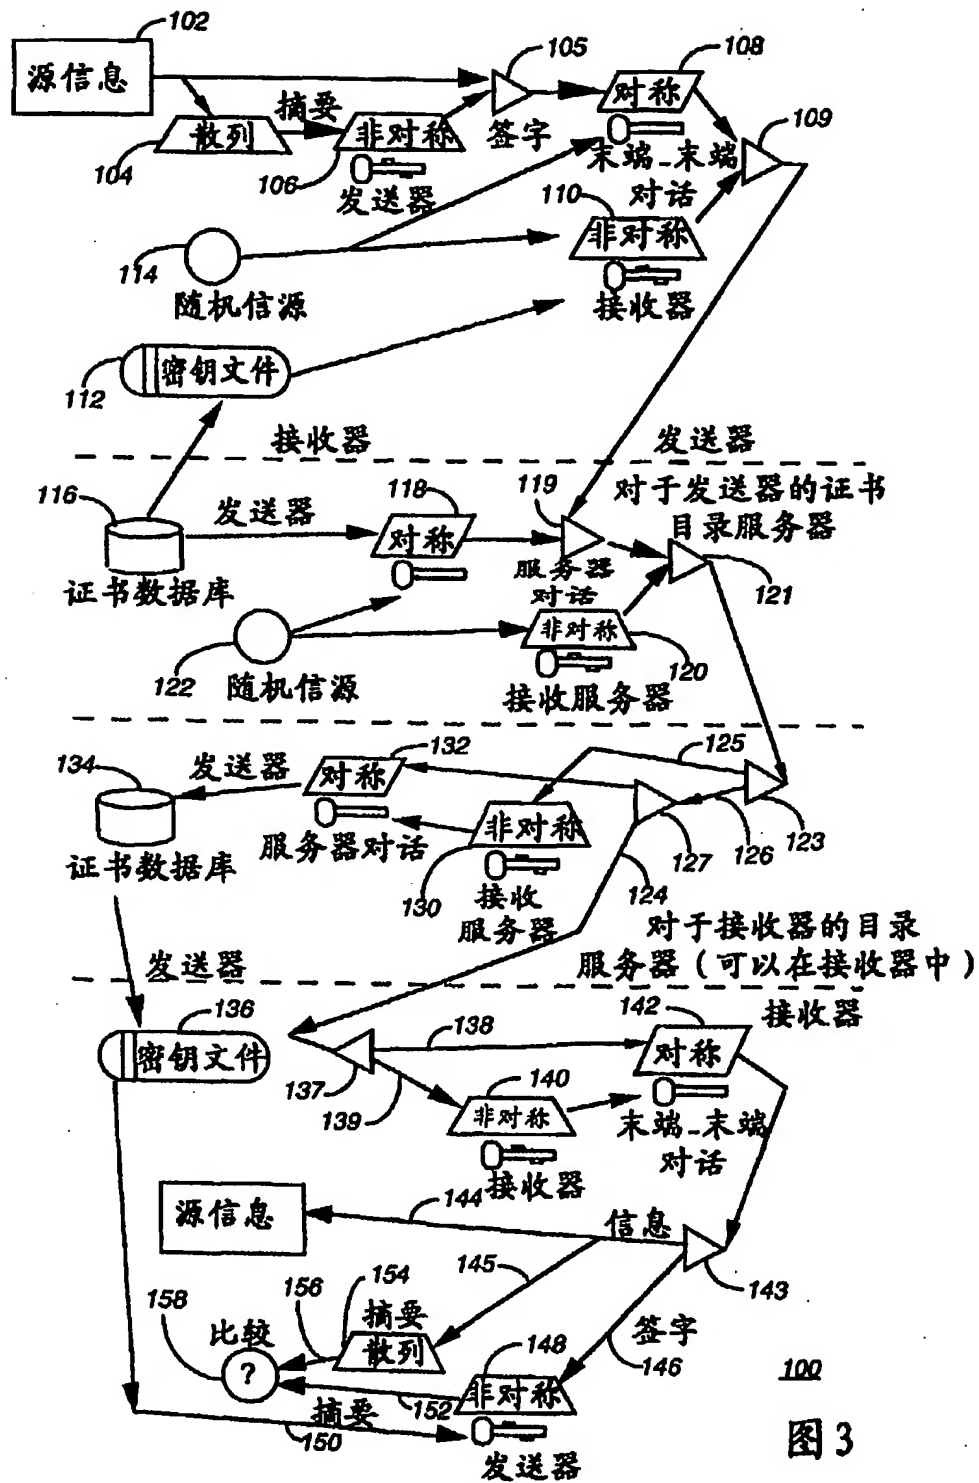 102
源信息
105
108
对称
109
摘要
散列
104
非对称
106
签字
发送器
末端-末端
对话
110
非对称
114
随机信源
接收器
密钥文件
112
接收器
发送器
116
发送器
118
119
对于发送器的证书
目录服务器
对称
证书数据库
服务器
对话
121
非对称
122
120
随机信源
接收服务器
132
125
134
发送器
对称
证书数据库
服务器对话
非对称
130
接收
服务器
127
126
123
124
对于接收器的目录
服务器(可以在接收器中)
发送器
136
密钥文件
138
142
接收器
对称
137
139
140
非对称
末端-末端
对话
接收器
源信息
144
信息
143
145
158
156
154
摘要
比较
散列
?
签字
146
148
非对称
152
摘要
150
发送器
100
图3